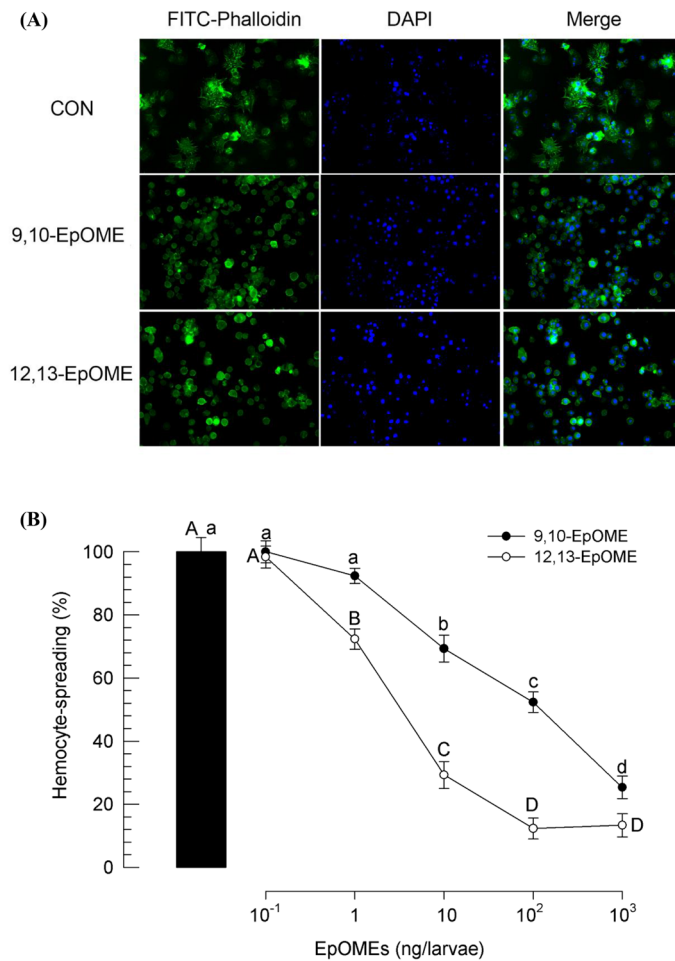 (A)
FITC-Phalloidin DAPI Merge
CON
9,10-EpOME
12,13-EpOME
(B)
A a
a
a
A
B
b
c
C
D
d
D
9,10-EpOME
12,13-EpOME
Hemocyte-spreading (%)
100
80
60
40
20
0
10⁻¹ 1 10 10² 10³
EpOMEs (ng/larvae)